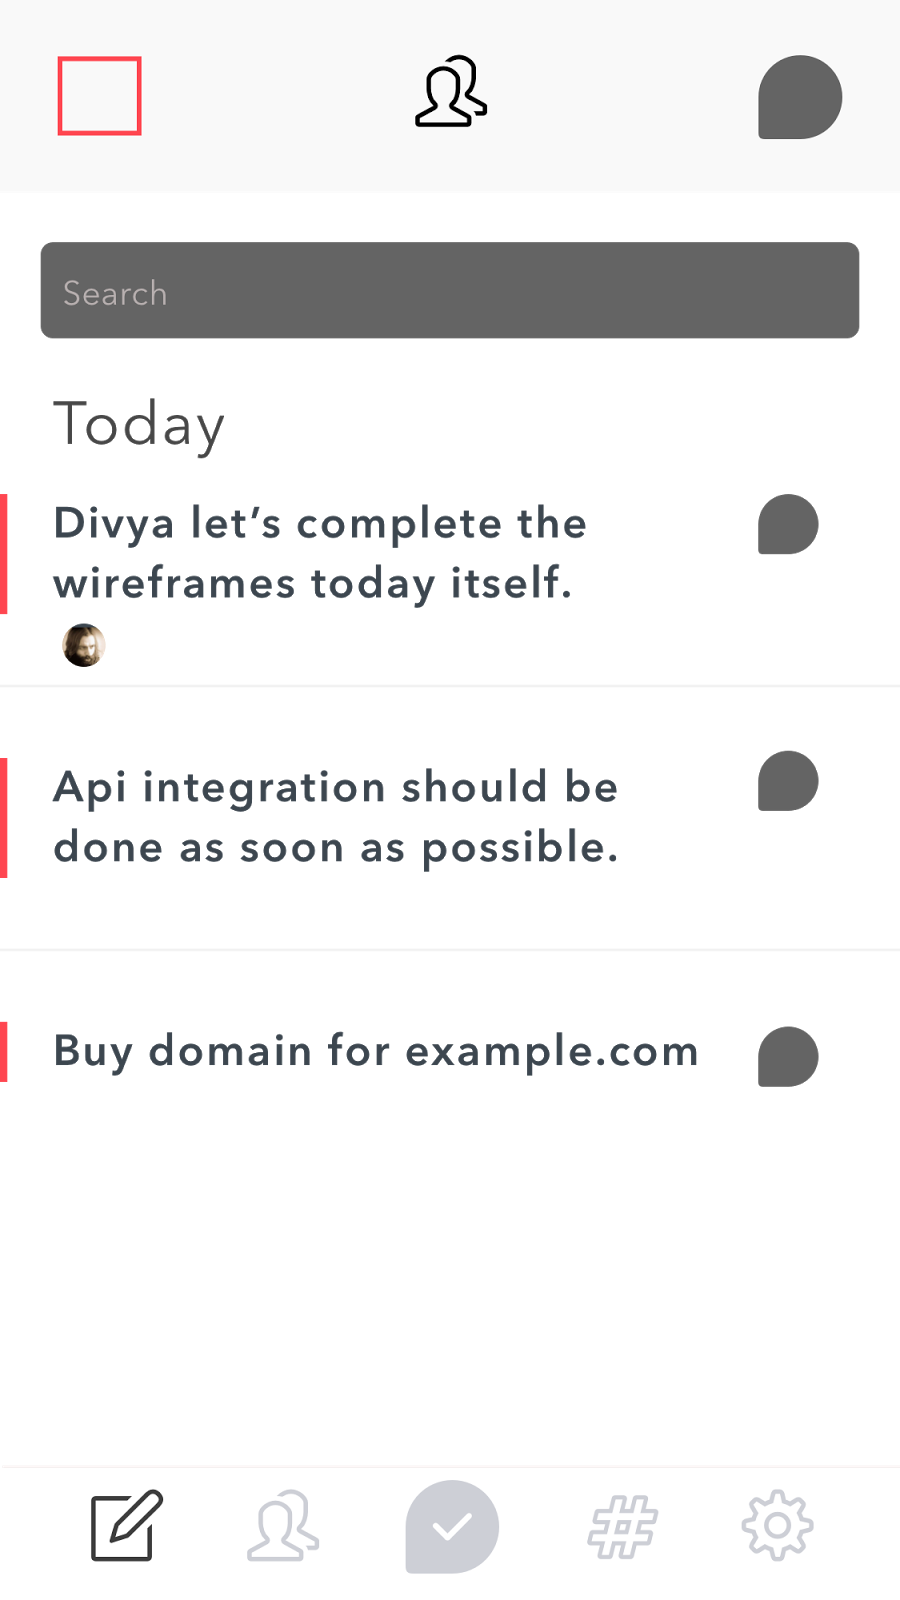 Search
Today
Divya let’s complete the
wireframes today itself.
Api integration should be
done as soon as possible.
Buy domain for example.com